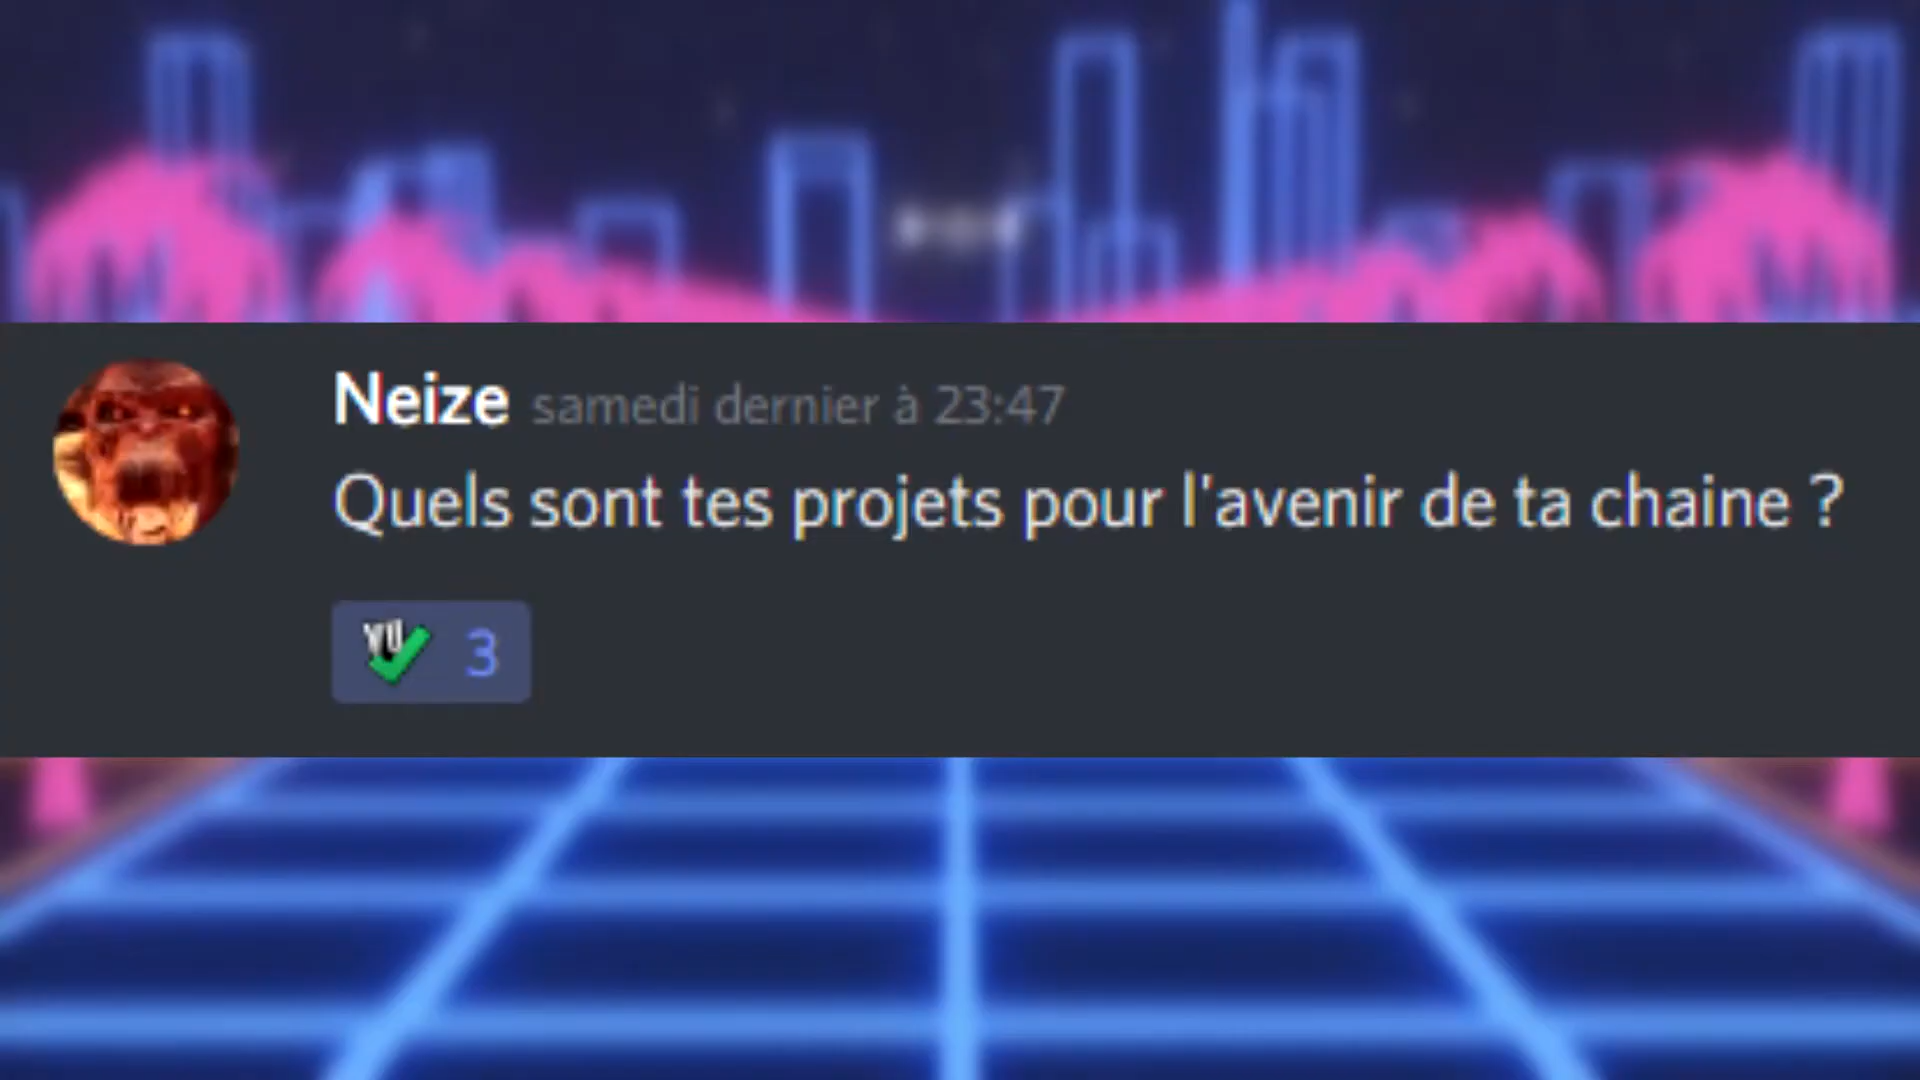 Neize samedi dernier à 23:47
Quels sont tes projets pour l'avenir de ta chaine ?
VU 3